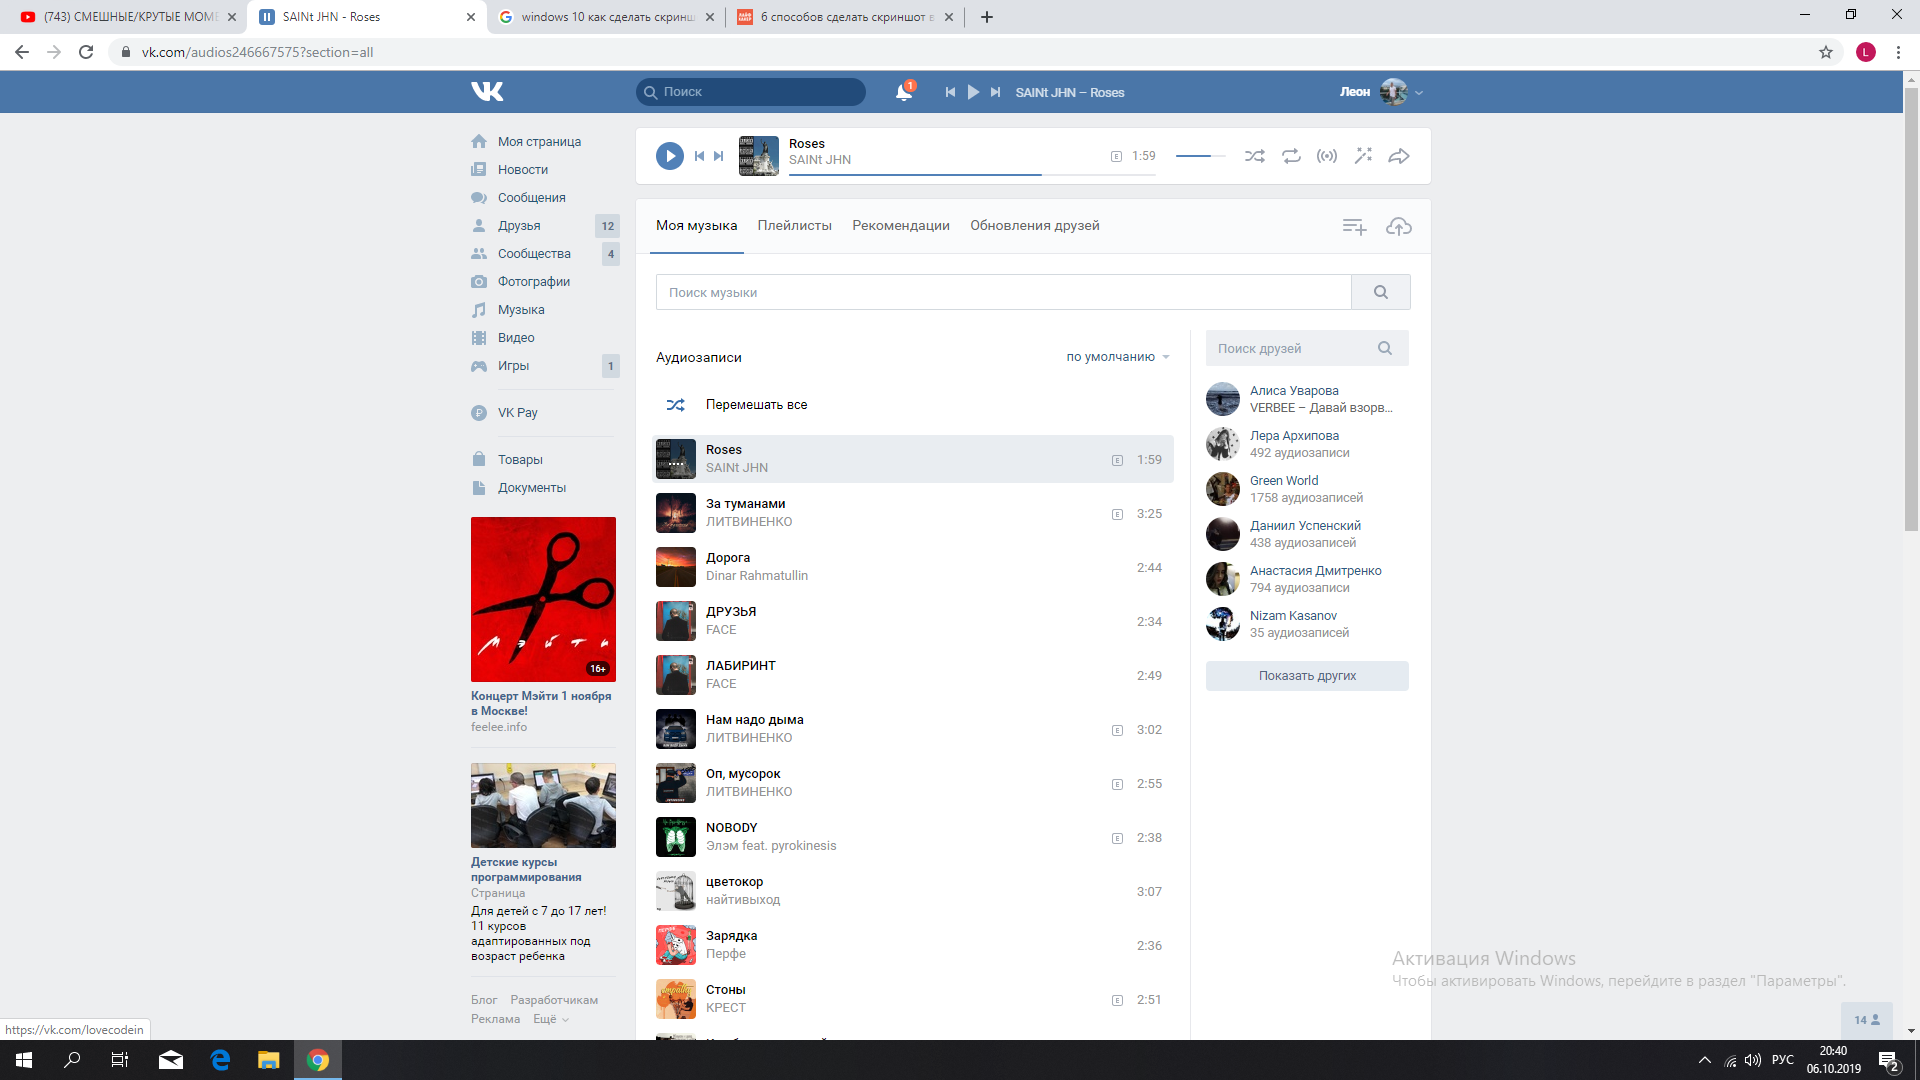 (743) СМЕШНЫЕ/КРУТЫЕ МОМЕ
SAINt JHN - Roses
windows 10 как сделать скринш
6 способов сделать скриншот в
vk.com/audios246667575?section=all
L
Поиск
1
SAINt JHN – Roses
Леон
Моя страница
Новости
Сообщения
Друзья
12
Сообщества
4
Фотографии
Музыка
Видео
Игры
1
VK Pay
Товары
Документы
МЭЙТИ
16+
Концерт Мэйти 1 ноября
в Москве!
feelee.info
Детские курсы
программирования
Страница
Для детей с 7 до 17 лет!
11 курсов
адаптированных под
возраст ребенка
Блог Разработчикам
Реклама Ещё
https://vk.com/lovecodein
Roses
SAINt JHN
E 1:59
Моя музыка
Плейлисты
Рекомендации
Обновления друзей
Поиск музыки
Аудиозаписи
по умолчанию
Перемешать все
Roses
SAINt JHN
E 1:59
За туманами
ЛИТВИНЕНКО
E 3:25
Дорога
Dinar Rahmatullin
2:44
ДРУЗЬЯ
FACE
2:34
ЛАБИРИНТ
FACE
2:49
Нам надо дыма
ЛИТВИНЕНКО
E 3:02
Оп, мусорок
ЛИТВИНЕНКО
E 2:55
NOBODY
Элэм feat. pyrokinesis
E 2:38
цветокор
найтивыход
3:07
Зарядка
Перфе
2:36
Стоны
КРЕСТ
E 2:51
Поиск друзей
Алиса Уварова
VERBEE – Давай взорв...
Лера Архипова
492 аудиозаписи
Green World
1758 аудиозаписей
Даниил Успенский
438 аудиозаписей
Анастасия Дмитренко
794 аудиозаписи
Nizam Kasanov
35 аудиозаписей
Показать других
Активация Windows
Чтобы активировать Windows, перейдите в раздел "Параметры".
14
РУС
20:40
06.10.2019
2